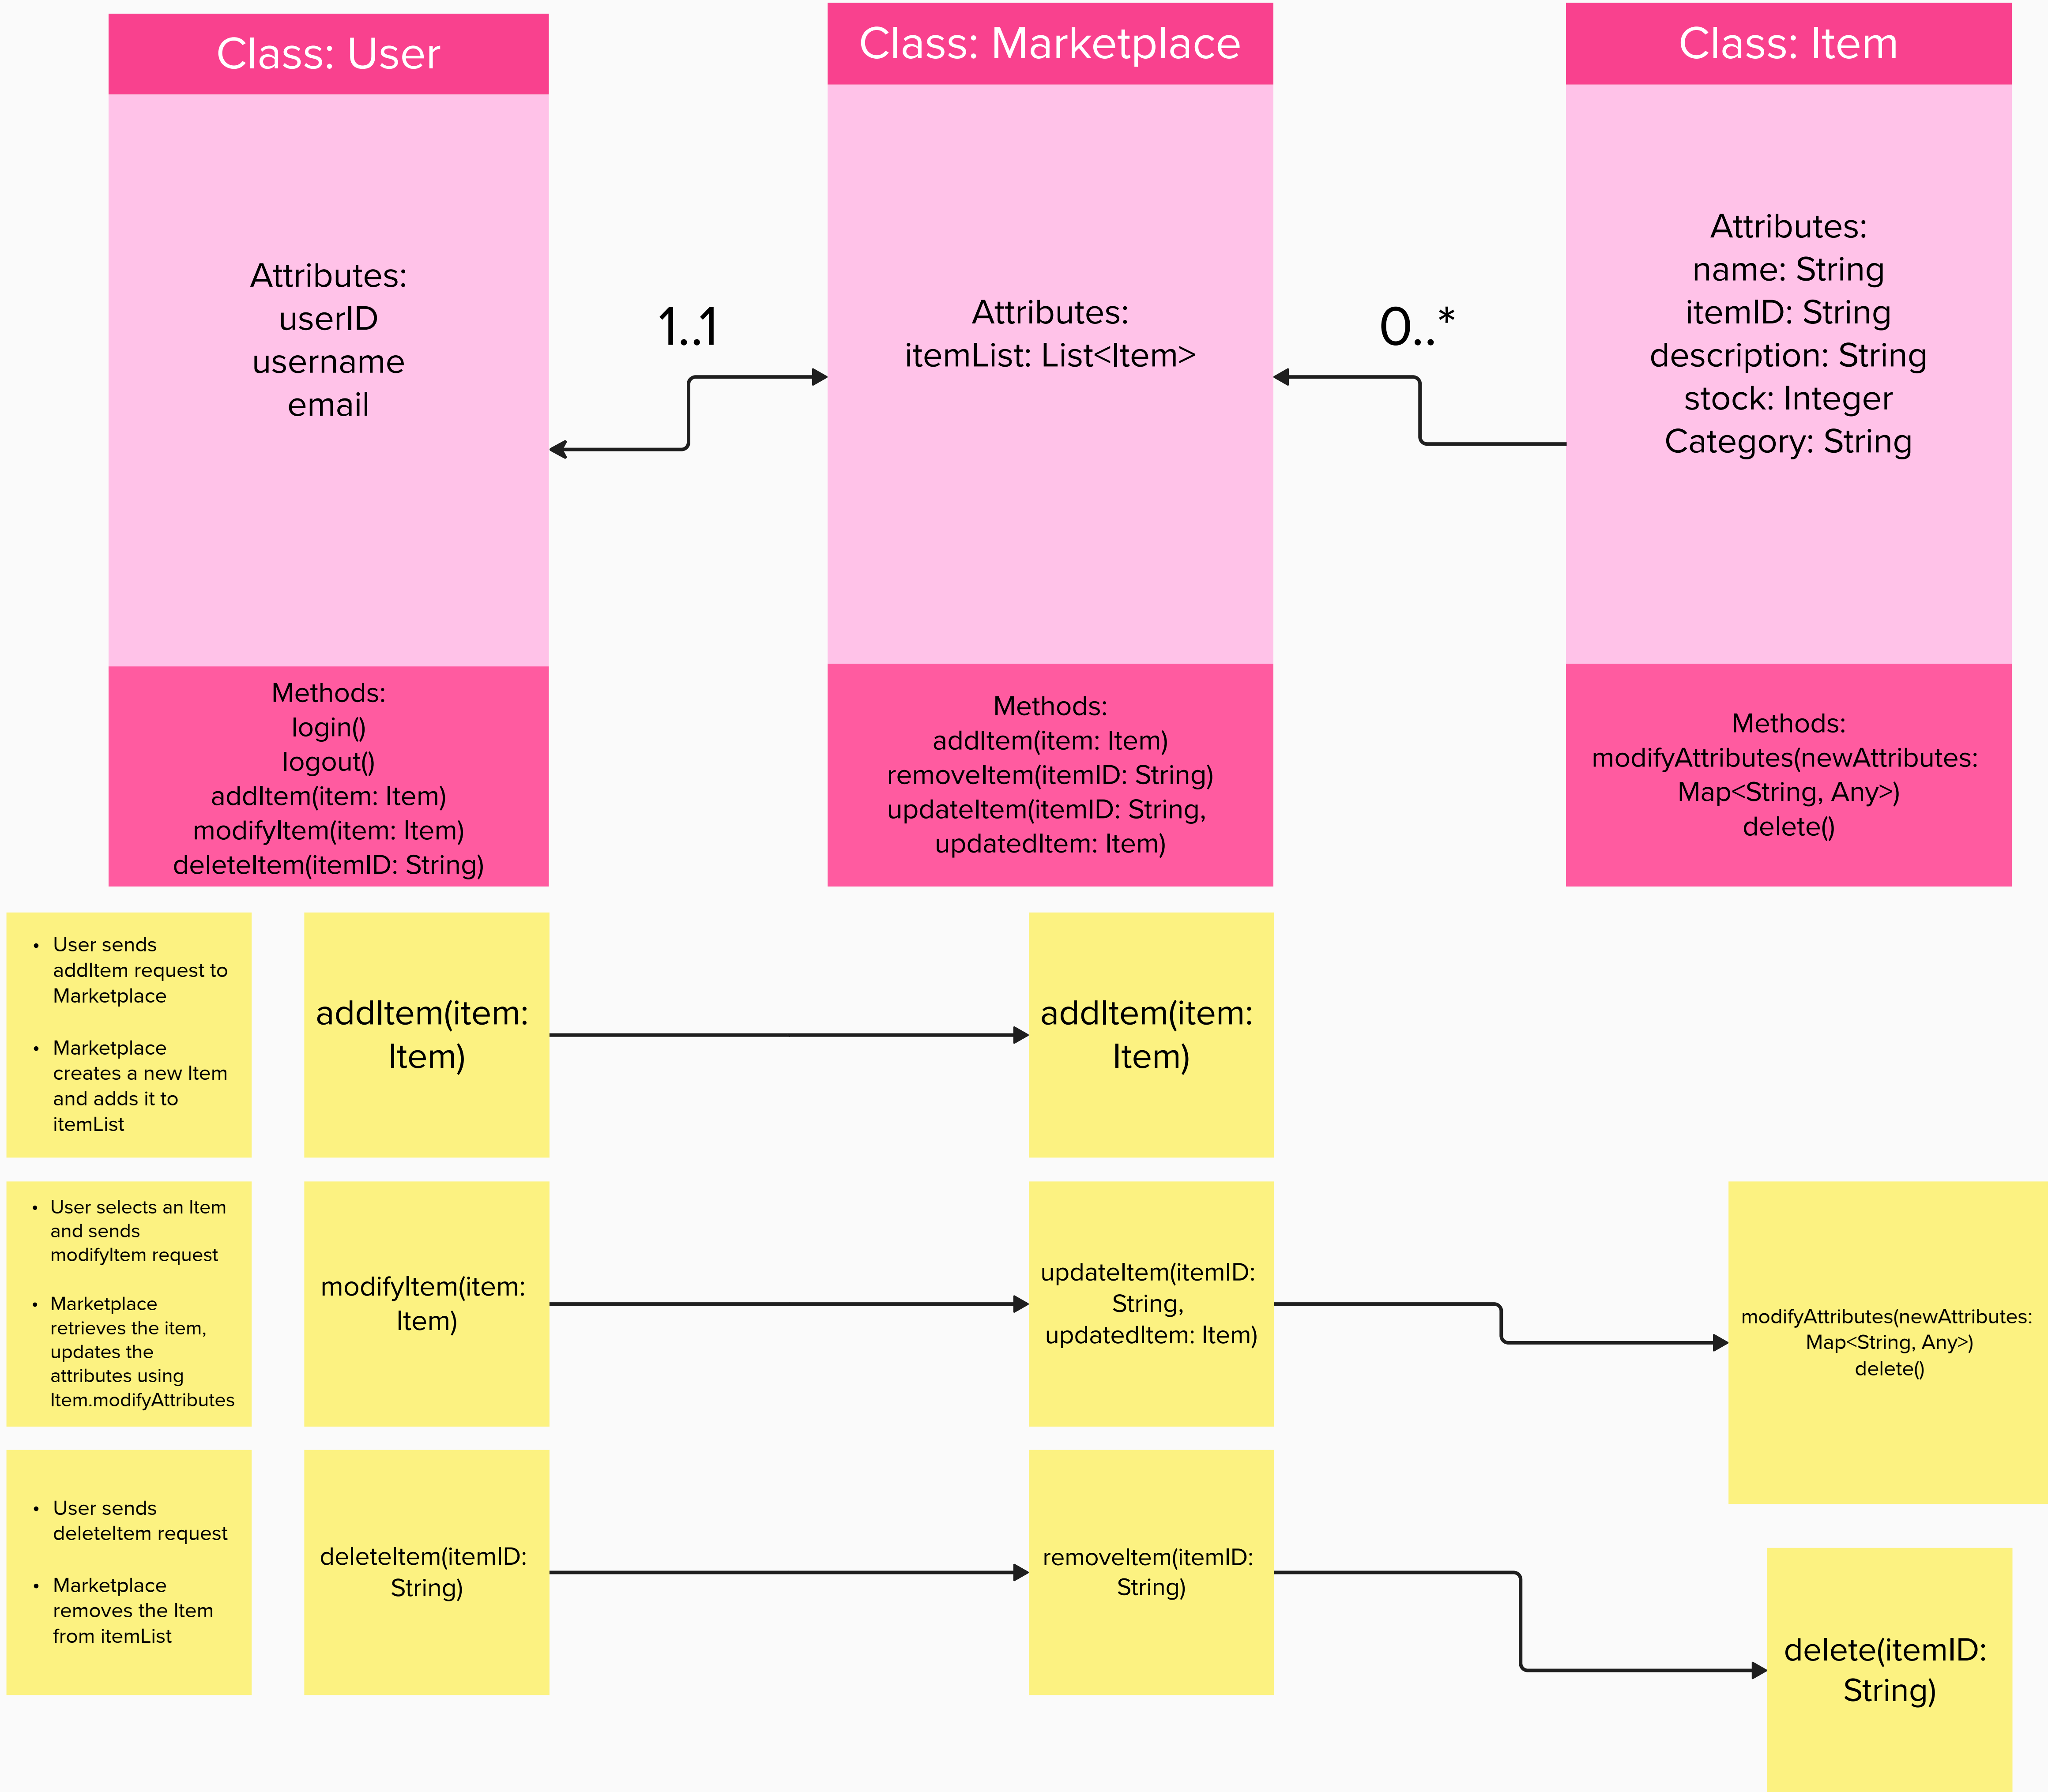 Class: User
Attributes:
userID
username
email
Methods:
login()
logout()
addItem(item: Item)
modifyItem(item: Item)
deleteItem(itemID: String)
1..1
Class: Marketplace
Attributes:
itemList: List<Item>
Methods:
addItem(item: Item)
removeItem(itemID: String)
updateItem(itemID: String,
updatedItem: Item)
0..*
Class: Item
Attributes:
name: String
itemID: String
description: String
stock: Integer
Category: String
Methods:
modifyAttributes(newAttributes:
Map<String, Any>)
delete()
• User sends
addItem request to
Marketplace
• Marketplace
creates a new Item
and adds it to
itemList
addItem(item:
Item)
addItem(item:
Item)
• User selects an Item
and sends
modifyItem request
• Marketplace
retrieves the item,
updates the
attributes using
Item.modifyAttributes
modifyItem(item:
Item)
updateItem(itemID:
String,
updatedItem: Item)
modifyAttributes(newAttributes:
Map<String, Any>)
delete()
• User sends
deleteItem request
• Marketplace
removes the Item
from itemList
deleteItem(itemID:
String)
removeItem(itemID:
String)
delete(itemID:
String)